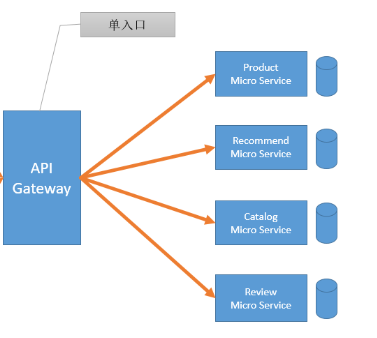 单入口
Product
Micro Service
Recommend
Micro Service
API
Gateway
Catalog
Micro Service
Review
Micro Service